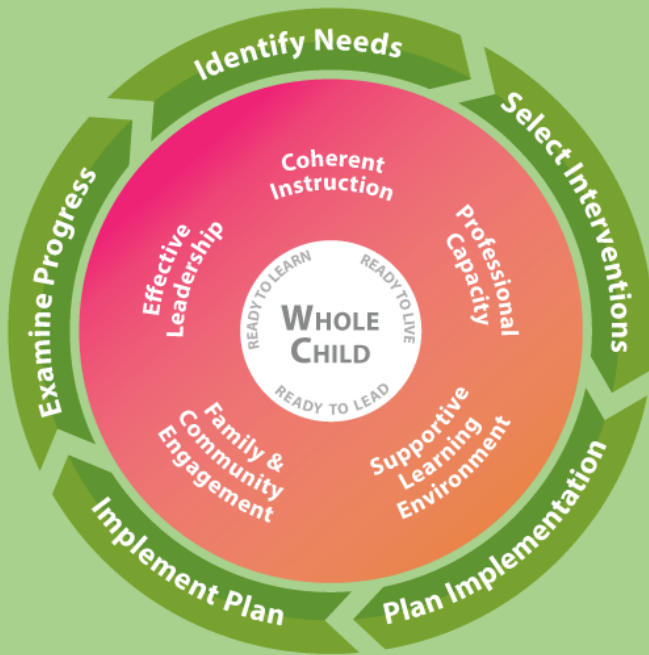 Identify Needs
Select Interventions
Plan Implementation
Implement Plan
Examine Progress
Coherent
Instruction
Professional
Capacity
Supportive
Learning
Environment
Family &
Community
Engagement
Effective
Leadership
READY TO LEARN
READY TO LIVE
READY TO LEAD
WHOLE
CHILD